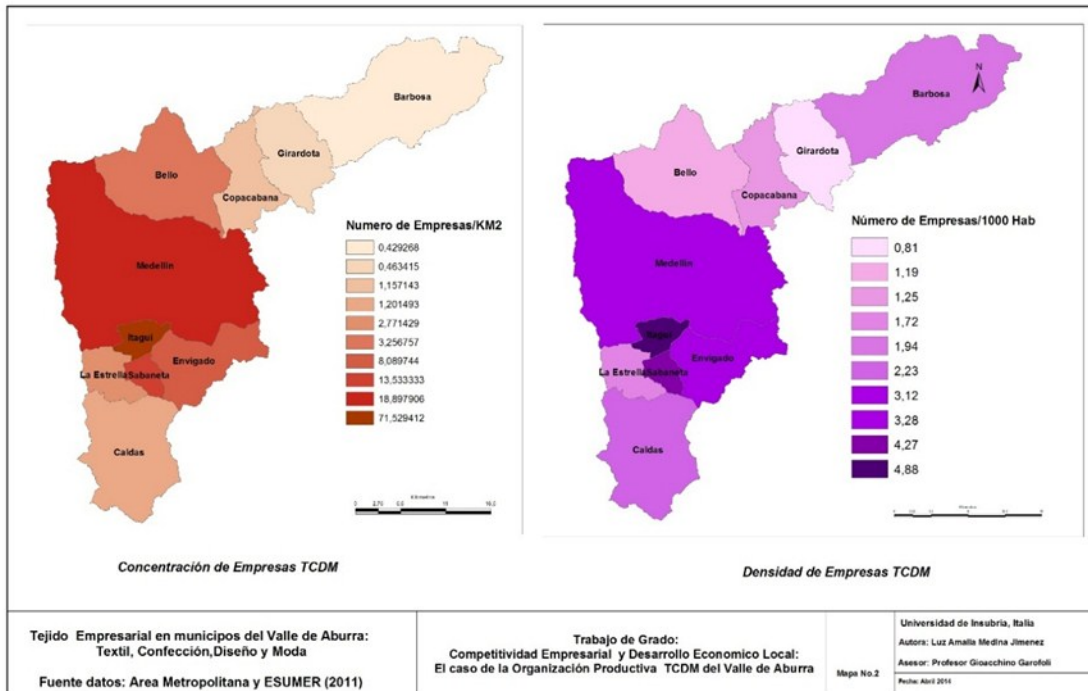 Barbosa
Girardota
Bello
Copacabana
Numero de Empresas/KM2
0,429268
0,463415
1,157143
1,201493
2,771429
3,256757
8,089744
13,533333
18,897906
71,529412
Medellin
Itagui
Envigado
La Estrella
Sabaneta
Caldas
Concentración de Empresas TCDM
N
Barbosa
Girardota
Bello
Copacabana
Número de Empresas/1000 Hab
0,81
1,19
1,25
1,72
1,94
2,23
3,12
3,28
4,27
4,88
Medellin
Itagui
Envigado
La Estrella
Sabaneta
Caldas
Densidad de Empresas TCDM
Tejido Empresarial en municipos del Valle de Aburra:
Textil, Confección,Diseño y Moda
Fuente datos: Area Metropolitana y ESUMER (2011)
Trabajo de Grado:
Competitividad Empresarial y Desarrollo Economico Local:
El caso de la Organización Productiva TCDM del Valle de Aburra
Mapa No.2
Universidad de Insubria, Italia
Autora: Luz Amalia Medina Jimenez
Asesor: Profesor Gioacchino Garofoli
Fecha: Abril 2014